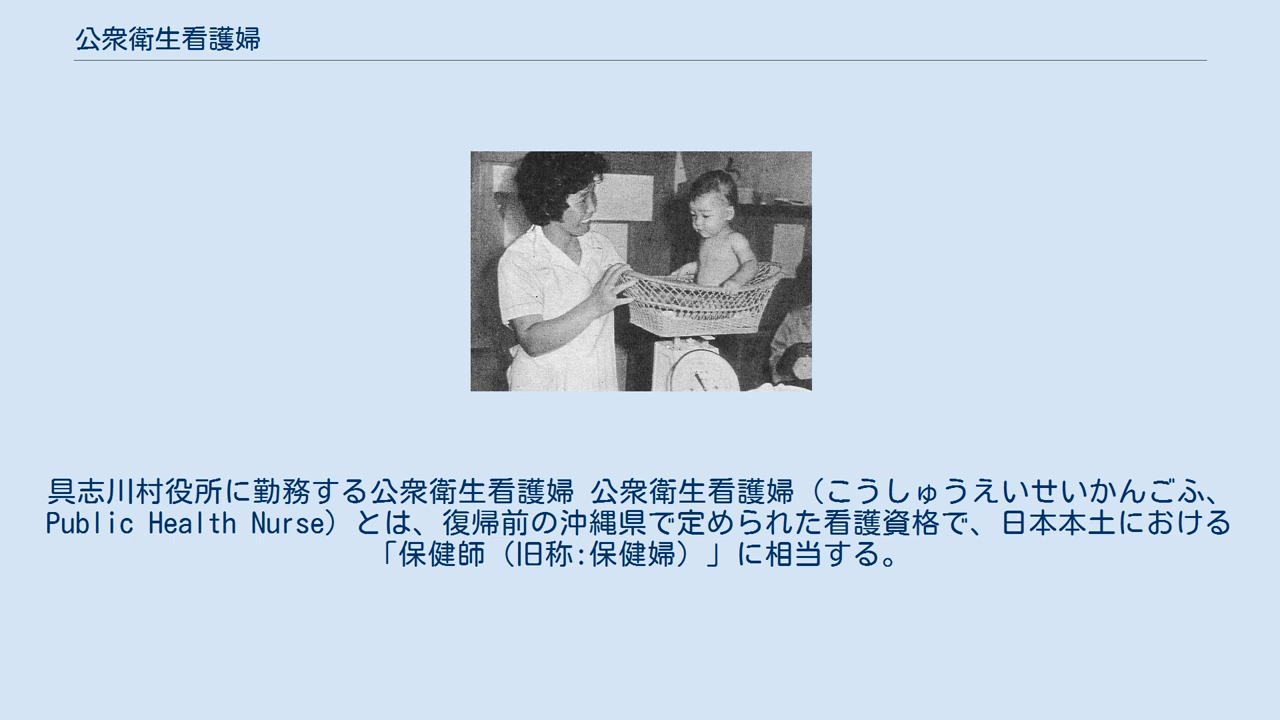 公衆衛生看護婦
具志川村役所に勤務する公衆衛生看護婦 公衆衛生看護婦（こうしゅうえいせいかんごふ、
Public Health Nurse）とは、復帰前の沖縄県で定められた看護資格で、日本本土における
「保健師（旧称:保健婦）」に相当する。